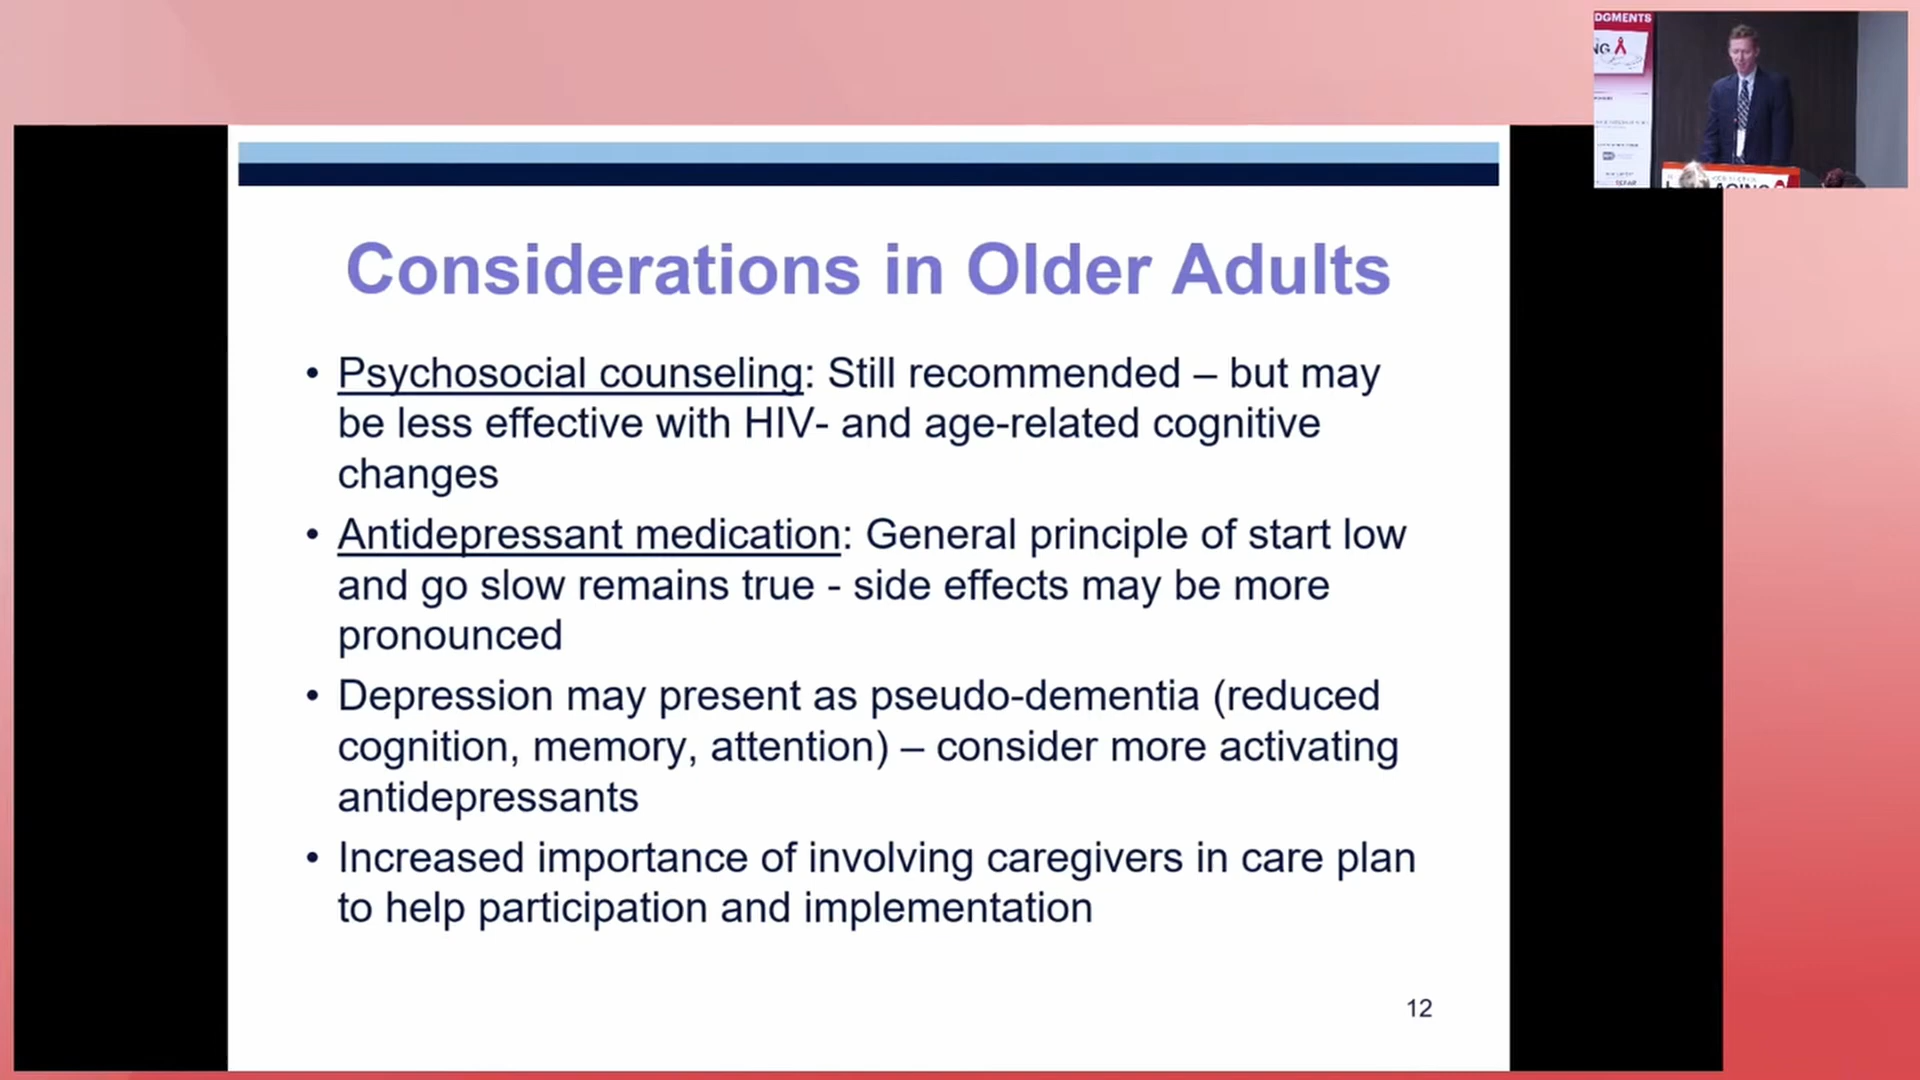 DGMENTS
NG
Considerations in Older Adults
• Psychosocial counseling: Still recommended – but may
be less effective with HIV- and age-related cognitive
changes
• Antidepressant medication: General principle of start low
and go slow remains true - side effects may be more
pronounced
• Depression may present as pseudo-dementia (reduced
cognition, memory, attention) – consider more activating
antidepressants
• Increased importance of involving caregivers in care plan
to help participation and implementation
12